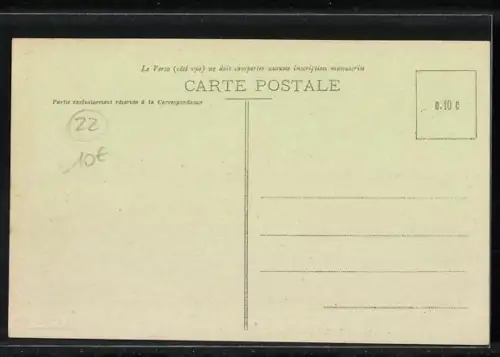 Le Verso (côté vue) ne doit comporter aucune inscription manuscrite
CARTE POSTALE
Partie exclusivement réservée à la Correspondance
0.10 c
22
10€